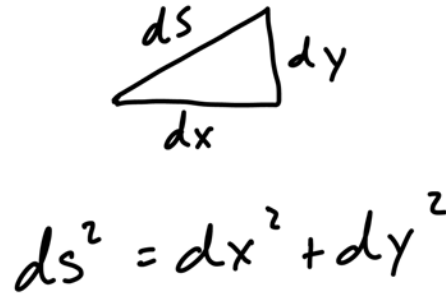 ds
dy
dx
ds² = dx² + dy²